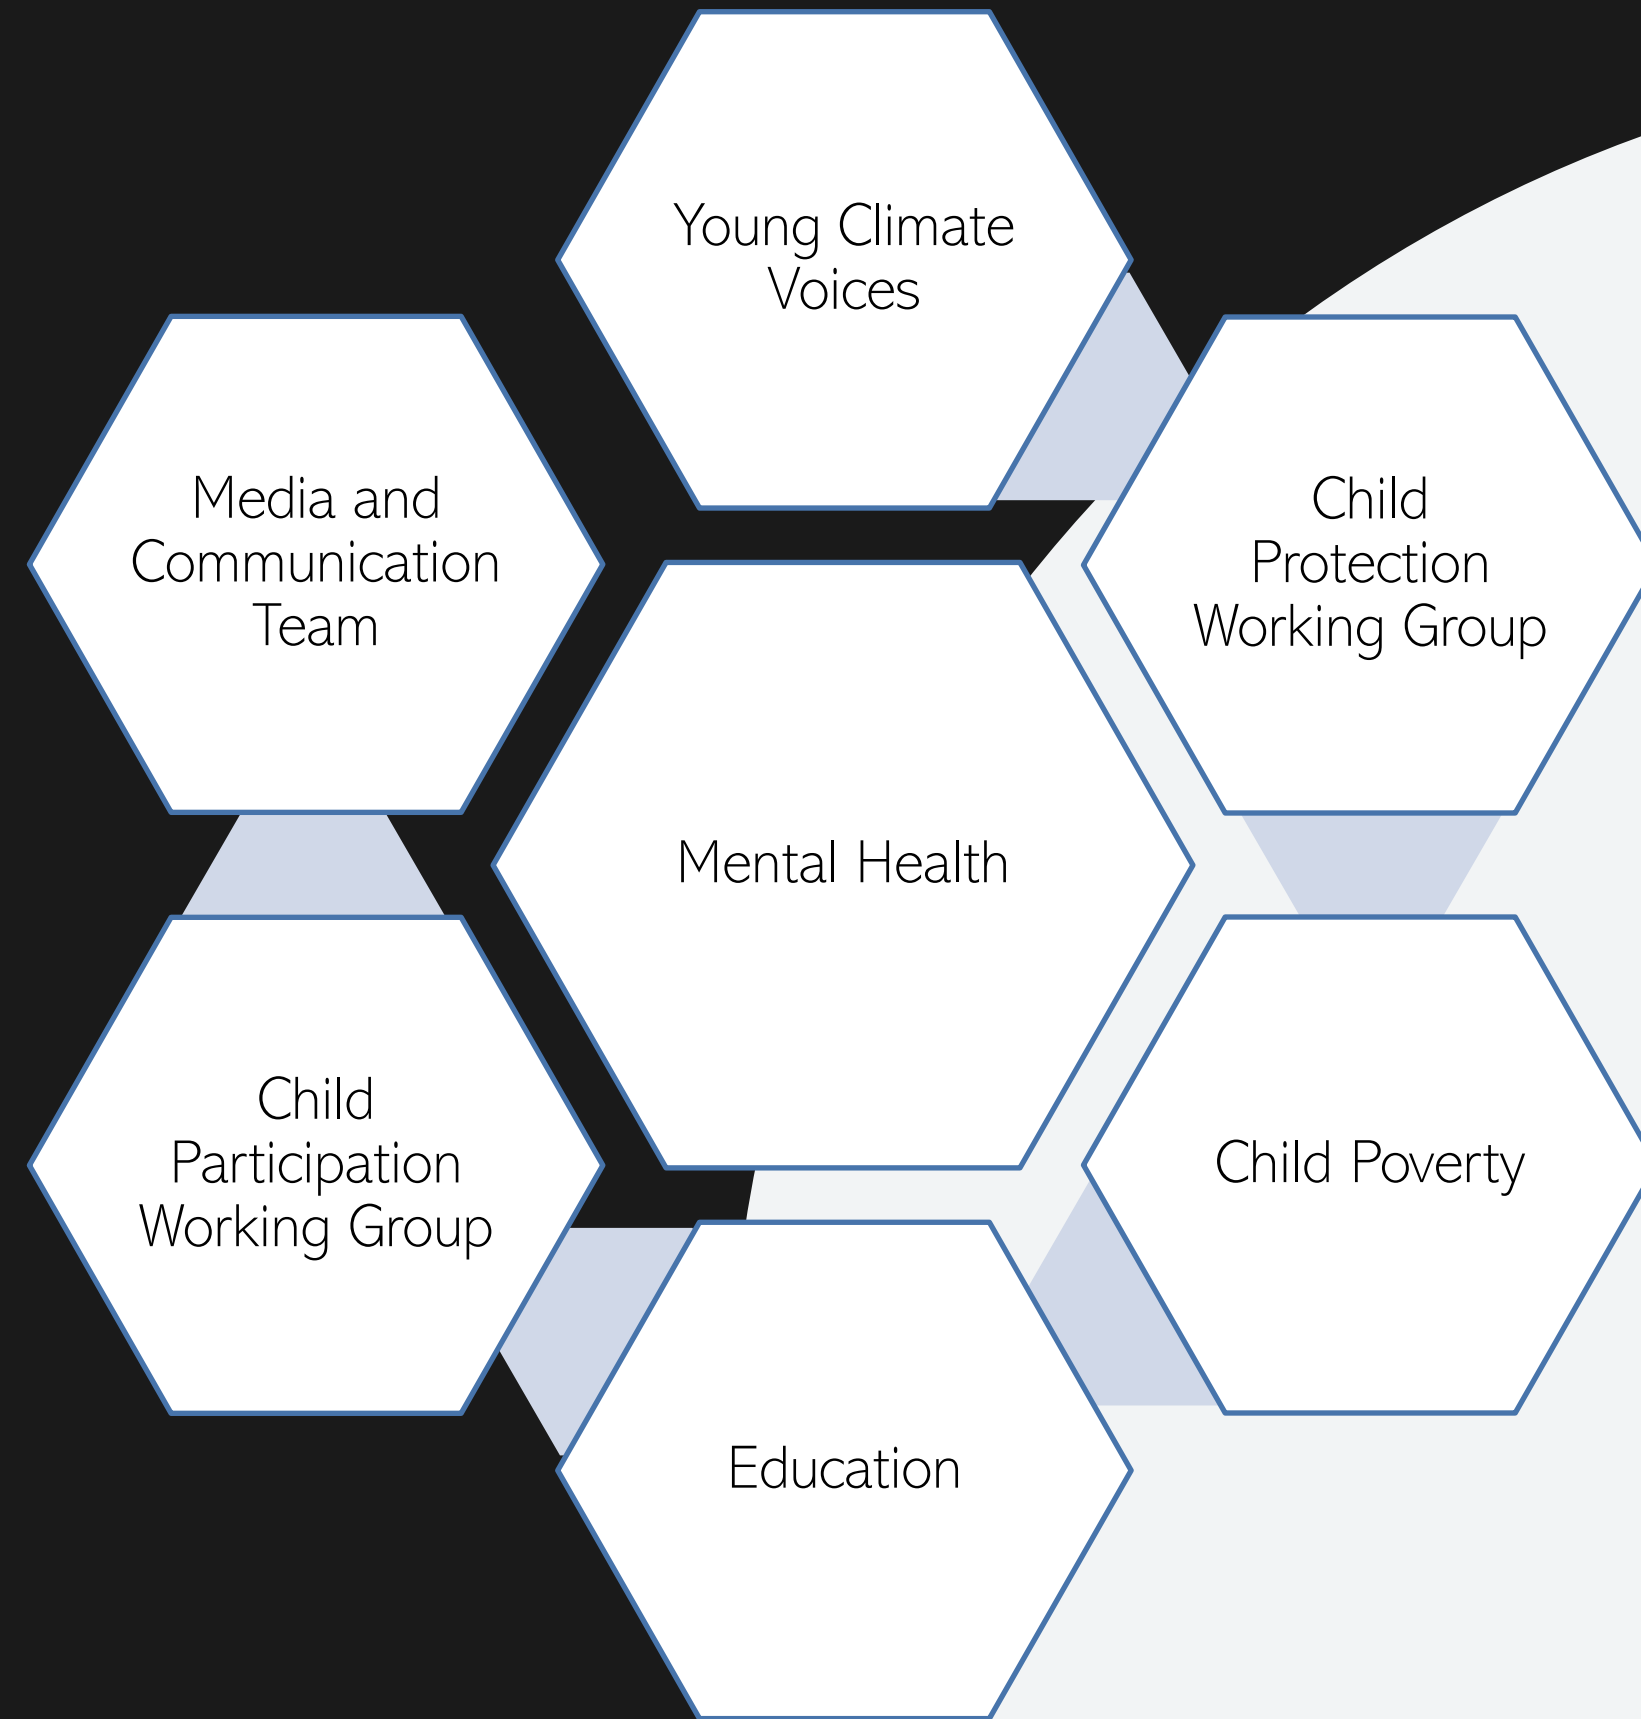 Young Climate
Voices
Media and
Communication
Team
Child
Protection
Working Group
Mental Health
Child
Participation
Working Group
Child Poverty
Education